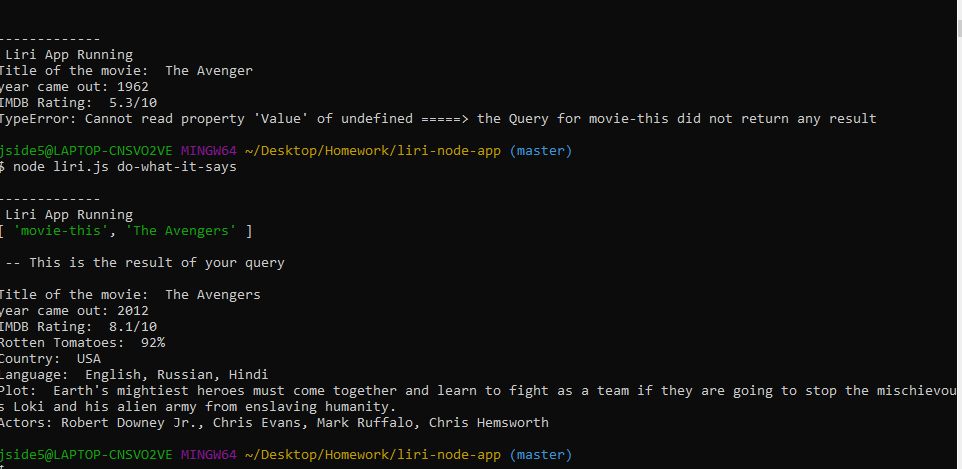 -------------
Liri App Running
Title of the movie:  The Avenger
year came out: 1962
IMDB Rating:  5.3/10
TypeError: Cannot read property 'Value' of undefined =====> the Query for movie-this did not return any result
jside5@LAPTOP-CNSVO2VE MINGW64 ~/Desktop/Homework/liri-node-app (master)
$ node liri.js do-what-it-says
-------------
Liri App Running
[ 'movie-this', 'The Avengers' ]
-- This is the result of your query
Title of the movie:  The Avengers
year came out: 2012
IMDB Rating:  8.1/10
Rotten Tomatoes:  92%
Country:  USA
Language:  English, Russian, Hindi
Plot:  Earth's mightiest heroes must come together and learn to fight as a team if they are going to stop the mischievou
s Loki and his alien army from enslaving humanity.
Actors: Robert Downey Jr., Chris Evans, Mark Ruffalo, Chris Hemsworth
jside5@LAPTOP-CNSVO2VE MINGW64 ~/Desktop/Homework/liri-node-app (master)